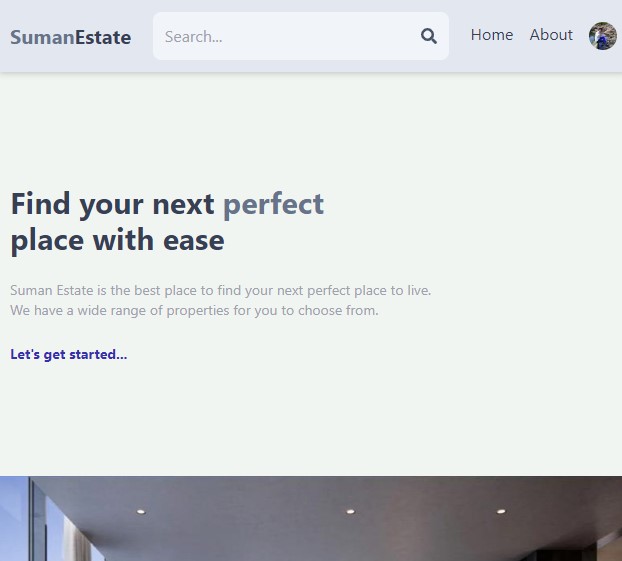 SumanEstate
Search...
Home
About
Find your next perfect
place with ease
Suman Estate is the best place to find your next perfect place to live.
We have a wide range of properties for you to choose from.
Let's get started...